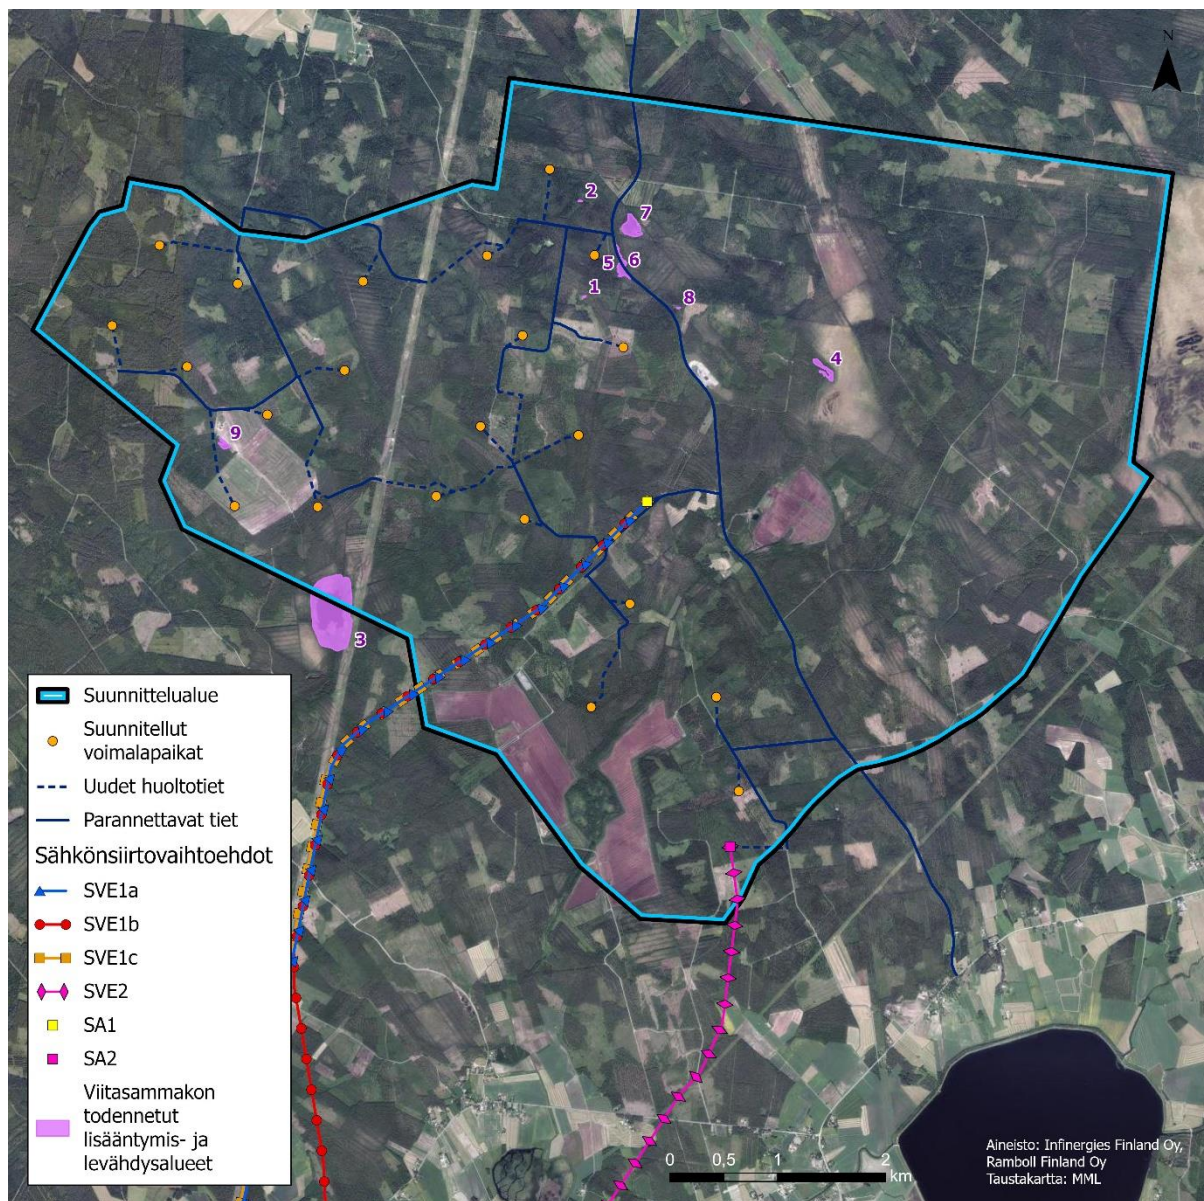 N
2
7
5
6
1
8
4
9
3
Suunnittelualue
Suunnitellut
voimalapaikat
Uudet huoltotiet
Parannettavat tiet
Sähkönsiirtovaihtoehdot
SVE1a
SVE1b
SVE1c
SVE2
SA1
SA2
Viitasammakon
todennetut
lisääntymis- ja
levähdysalueet
0 0,5 1 2
km
Aineisto: Infinergies Finland Oy,
Ramboll Finland Oy
Taustakartta: MML